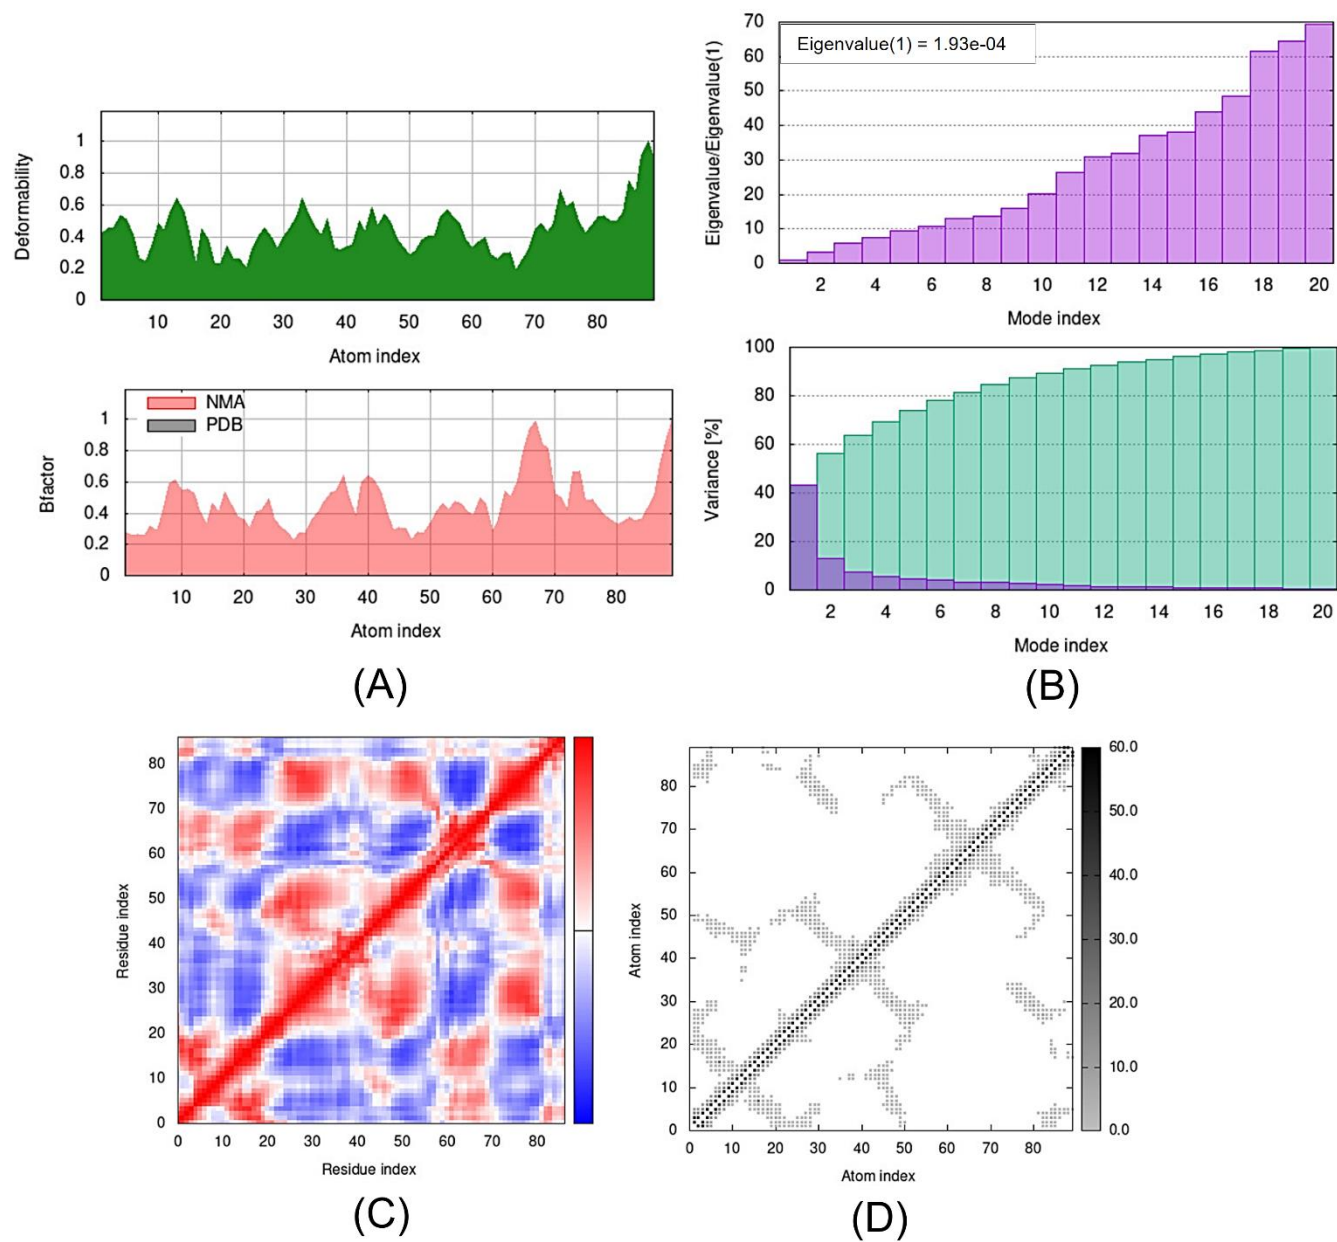 Deformability
1
0.8
0.6
0.4
0.2
0
10 20 30 40 50 60 70 80
Atom index
Bfactor
NMA
PDB
1
0.8
0.6
0.4
0.2
0
10 20 30 40 50 60 70 80
Atom index
(A)
Eigenvalue/Eigenvalue(1)
Eigenvalue(1) = 1.93e-04
70
60
50
40
30
20
10
0
2 4 6 8 10 12 14 16 18 20
Mode index
Variance [%]
100
80
60
40
20
0
2 4 6 8 10 12 14 16 18 20
Mode index
(B)
Residue index
80
70
60
50
40
30
20
10
0
0 10 20 30 40 50 60 70 80
Residue index
(C)
Atom index
80
70
60
50
40
30
20
10
0
0 10 20 30 40 50 60 70 80
Atom index
60.0
50.0
40.0
30.0
20.0
10.0
0.0
(D)